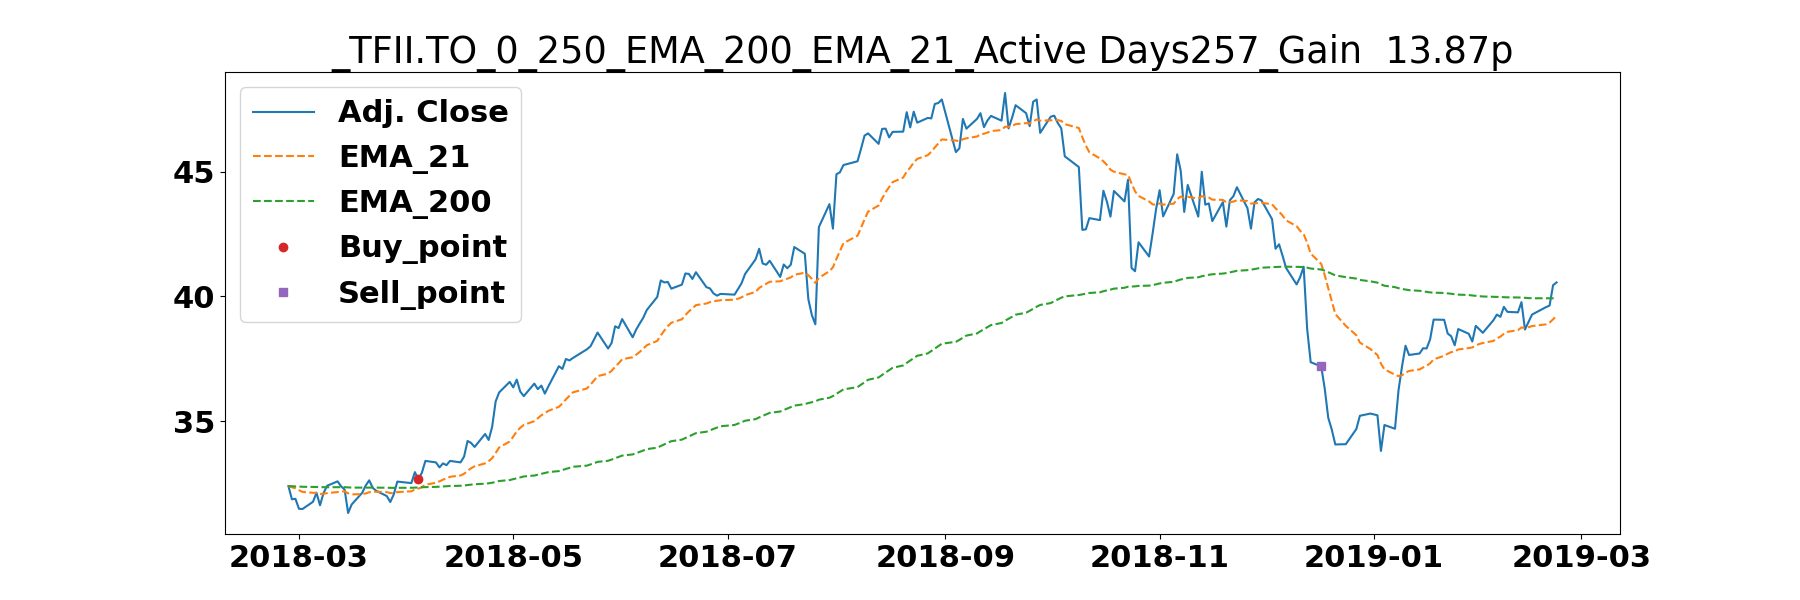 _TFII.TO_0_250_EMA_200_EMA_21_Active Days257_Gain  13.87p
Adj. Close
EMA_21
EMA_200
Buy_point
Sell_point
45
40
35
2018-03 2018-05 2018-07 2018-09 2018-11 2019-01 2019-03